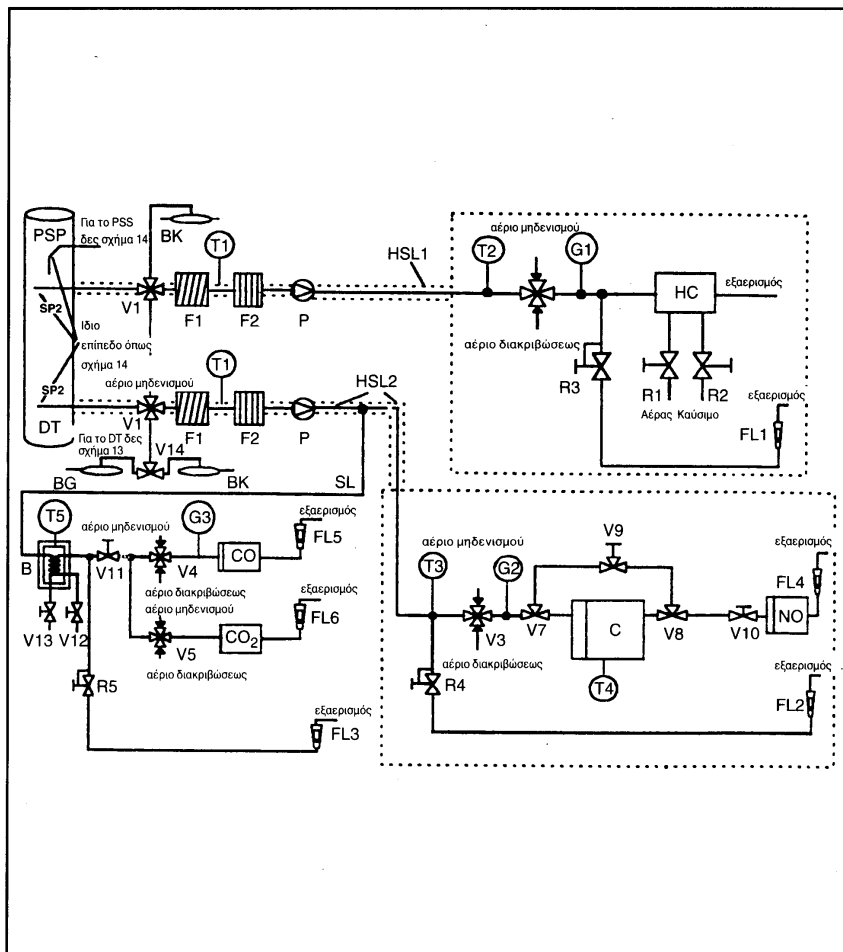 PSP
Για το PSS
δες σχήμα 14
BK
T1
HSL1
T2
αέριο μηδενισμού
G1
HC
εξαερισμός
V1
F1
F2
P
SP2
Ιδιο
επίπεδο όπως
σχήμα 14
αέριο διακριβώσεως
R3
R1
R2
Αέρας Καύσιμο
εξαερισμός
FL1
αέριο μηδενισμού
T1
HSL2
SP2
DT
V1
F1
F2
P
Για το DT δες
σχήμα 13
V14
BG
BK
SL
T5
αέριο μηδενισμού
G3
εξαερισμός
FL5
CO
B
V11
V4
αέριο διακριβώσεως
αέριο μηδενισμού
εξαερισμός
FL6
CO2
V13
V12
V5
αέριο διακριβώσεως
R5
εξαερισμός
FL3
αέριο μηδενισμού
T3
G2
V9
εξαερισμός
FL4
V3
V7
C
V8
V10
NO
αέριο διακριβώσεως
R4
T4
εξαερισμός
FL2